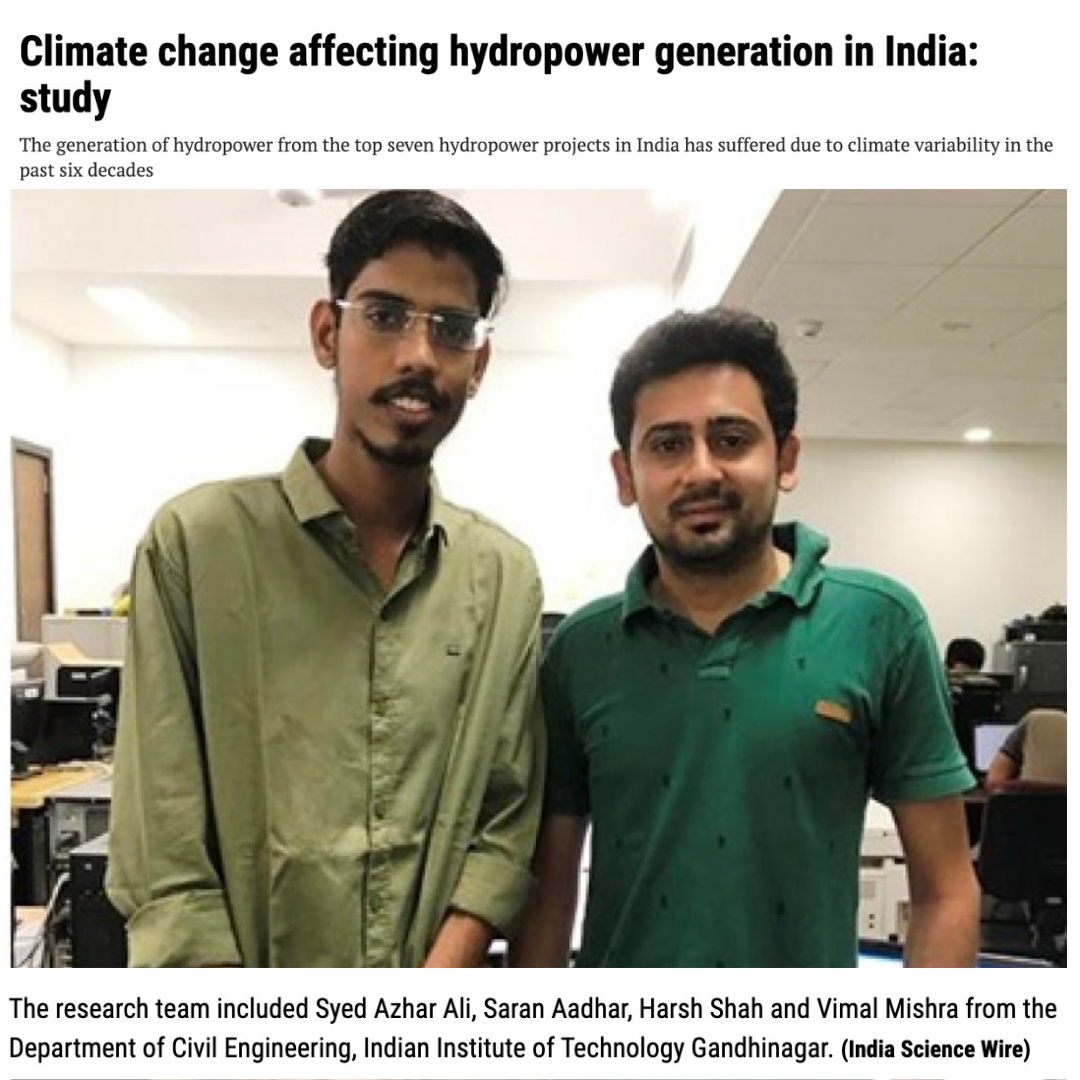 Climate change affecting hydropower generation in India:
study
The generation of hydropower from the top seven hydropower projects in India has suffered due to climate variability in the
past six decades
The research team included Syed Azhar Ali, Saran Aadhar, Harsh Shah and Vimal Mishra from the
Department of Civil Engineering, Indian Institute of Technology Gandhinagar. (India Science Wire)